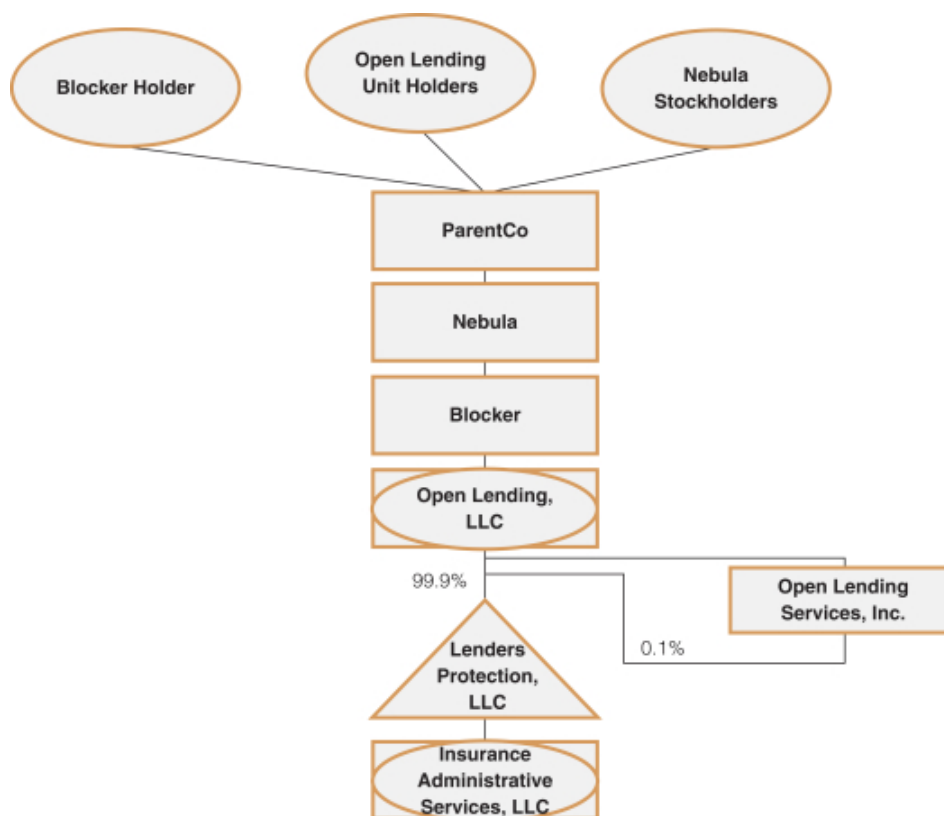 Blocker Holder
Open Lending
Unit Holders
Nebula
Stockholders
ParentCo
Nebula
Blocker
Open Lending,
LLC
99.9%
Open Lending
Services, Inc.
0.1%
Lenders
Protection,
LLC
Insurance
Administrative
Services, LLC